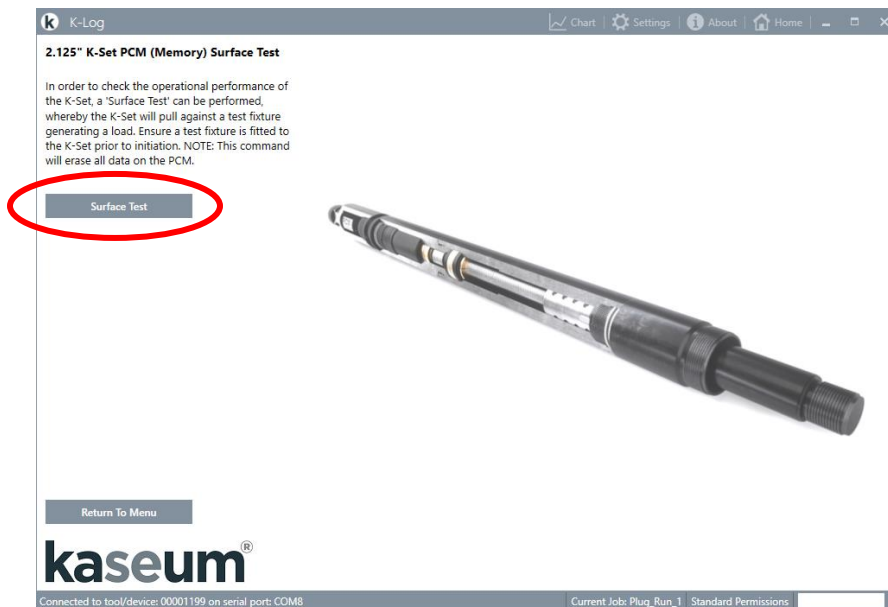 K-Log
Chart | Settings | About | Home
2.125" K-Set PCM (Memory) Surface Test
In order to check the operational performance of
the K-Set, a 'Surface Test' can be performed,
whereby the K-Set will pull against a test fixture
generating a load. Ensure a test fixture is fitted to
the K-Set prior to initiation. NOTE: This command
will erase all data on the PCM.
Surface Test
Return To Menu
kaseum®
Connected to tool/device: 00001199 on serial port: COM8
Current Job: Plug_Run_1
Standard Permissions